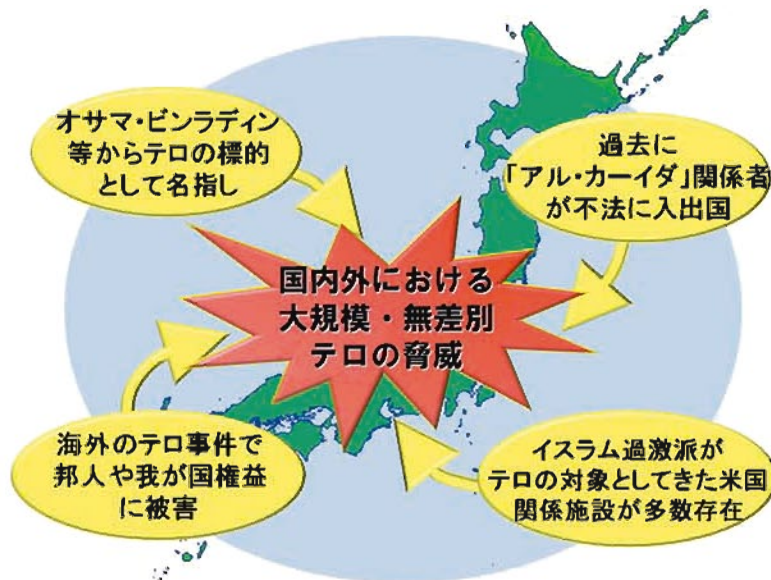 オサマ・ビンラディン
等からテロの標的
として名指し
過去に
「アル・カーイダ」関係者
が不法に入出国
国内外における
大規模・無差別
テロの脅威
海外のテロ事件で
邦人や我が国権益
に被害
イスラム過激派が
テロの対象としてきた米国
関係施設が多数存在